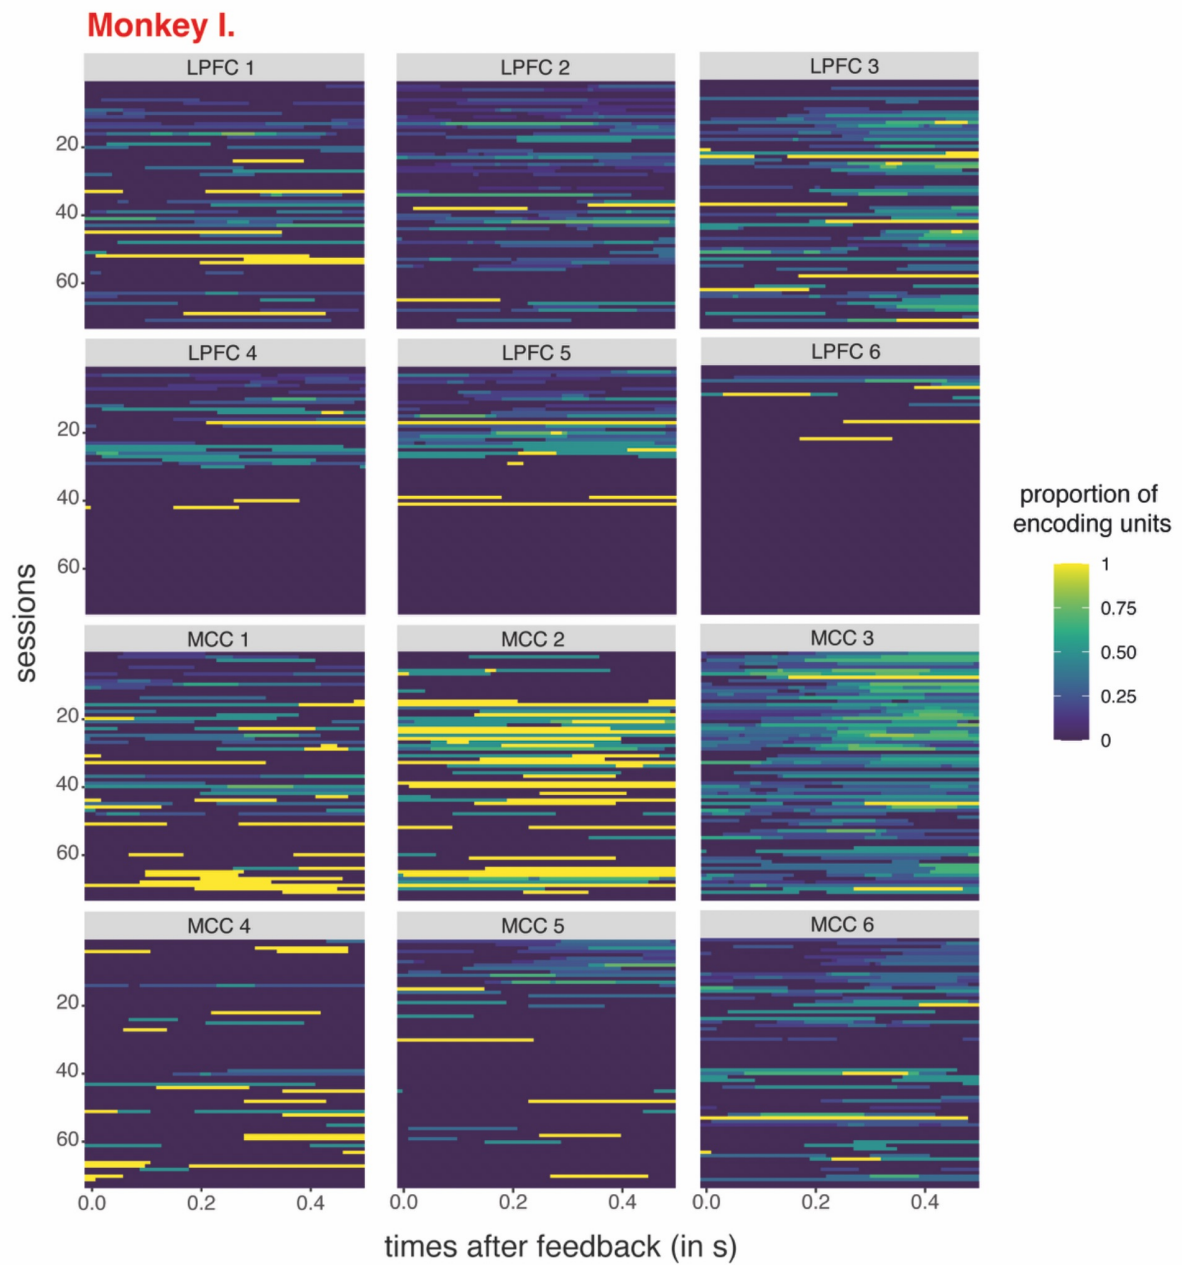 Monkey I.
LPFC 1
LPFC 2
LPFC 3
20
40
60
LPFC 4
LPFC 5
LPFC 6
20
40
60
sessions
MCC 1
MCC 2
MCC 3
20
40
60
MCC 4
MCC 5
MCC 6
20
40
60
0.0 0.2 0.4
0.0 0.2 0.4
0.0 0.2 0.4
times after feedback (in s)
proportion of
encoding units
1
0.75
0.50
0.25
0